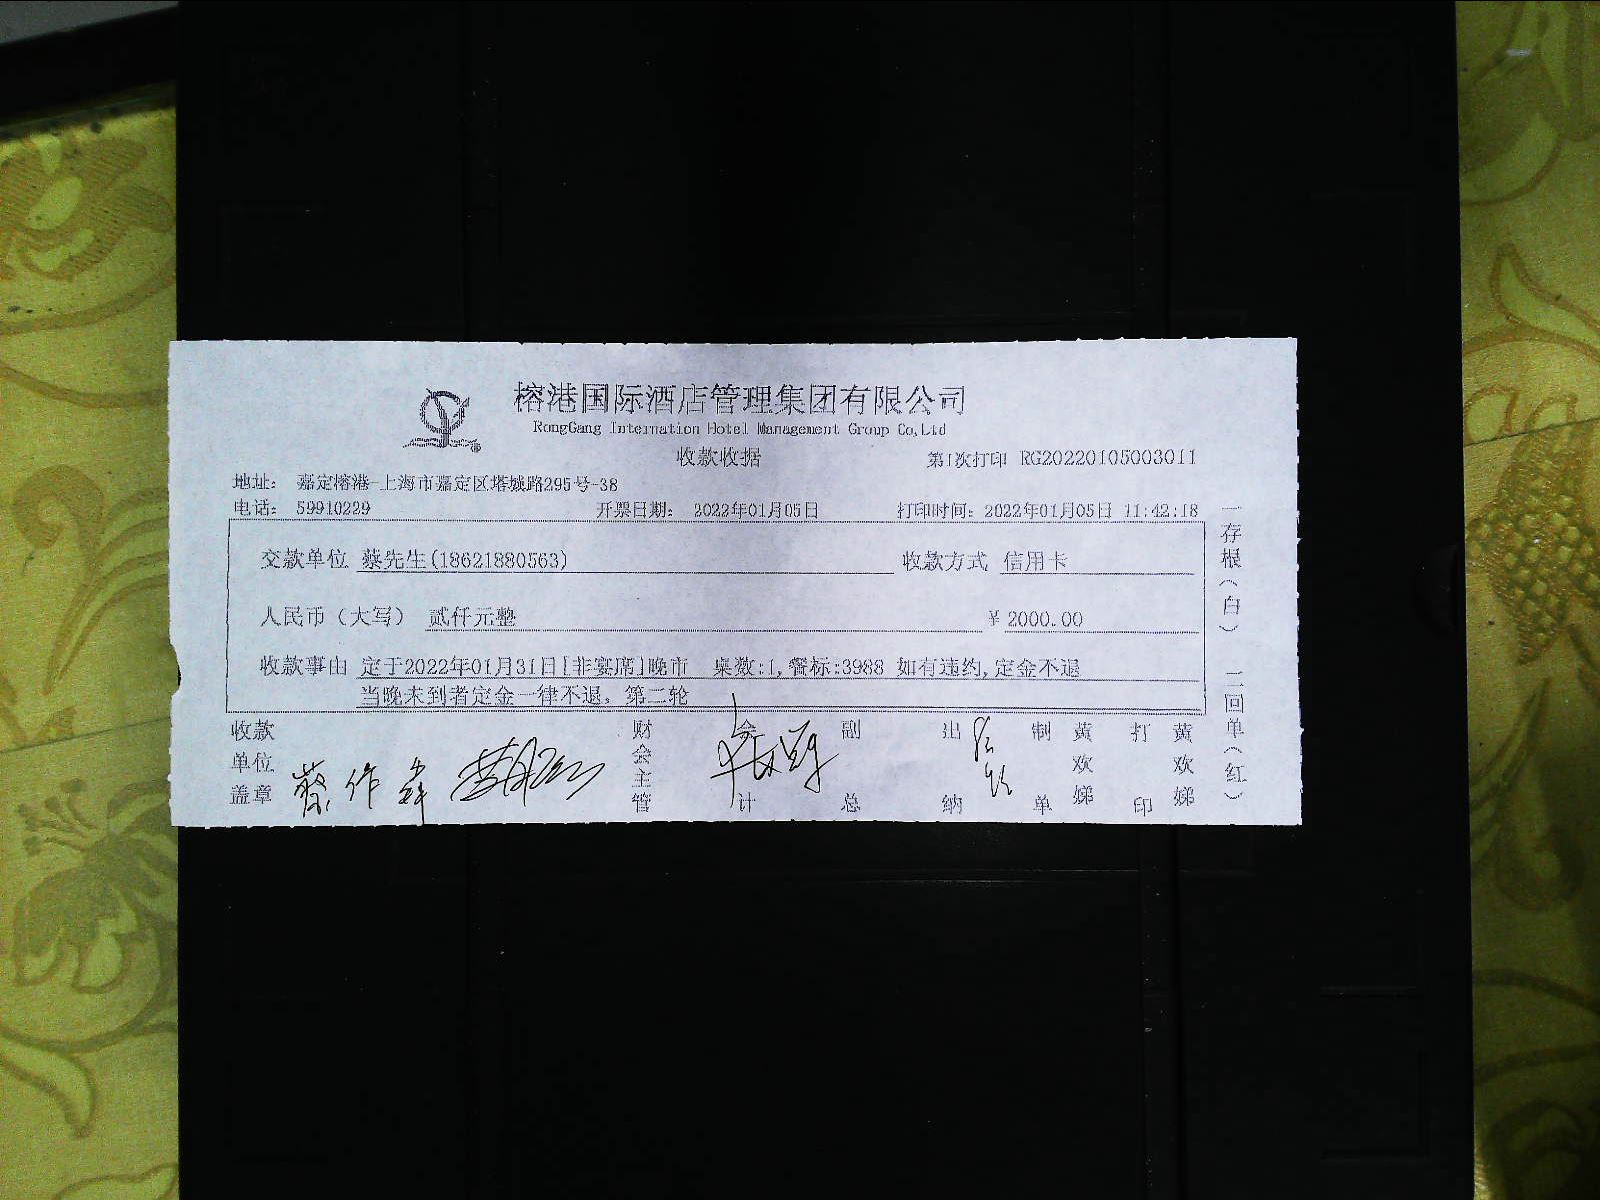 榕港国际酒店管理集团有限公司
RongGang Internation Hotel Management Group Co,Ltd
收款收据
第1次打印 RG20220105003011
地址： 嘉定榕港-上海市嘉定区塔城路295号-38
电话： 59910229 开票日期： 2022年01月05日 打印时间：2022年01月05日 11:42:18
交款单位 蔡先生(18621880563) 收款方式 信用卡
人民币（大写） 贰仟元整 ¥ 2000.00
收款事由 定于2022年01月31日[非宴席]晚市 桌数:1,餐标:3988 如有违约,定金不退
当晚未到者定金一律不退，第二轮
收款单位盖章 蔡作
财会主管
会计
副总
出纳
制单 黄欢娣
打印 黄欢娣
一存根（白） 二回单（红）